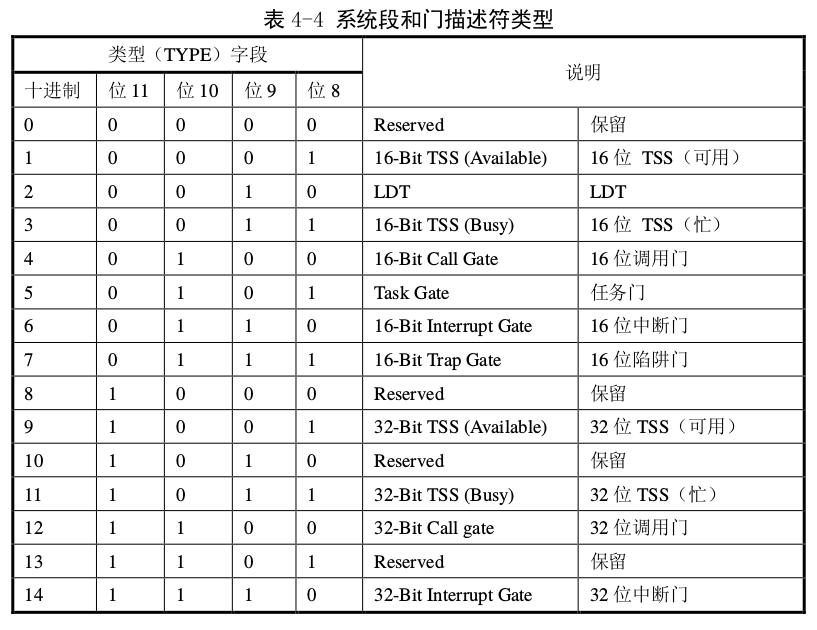 表 4-4 系统段和门描述符类型
类型（TYPE）字段 说明
十进制 位 11 位 10 位 9 位 8
0 0 0 0 0 Reserved 保留
1 0 0 0 1 16-Bit TSS (Available) 16 位 TSS（可用）
2 0 0 1 0 LDT LDT
3 0 0 1 1 16-Bit TSS (Busy) 16 位 TSS（忙）
4 0 1 0 0 16-Bit Call Gate 16 位调用门
5 0 1 0 1 Task Gate 任务门
6 0 1 1 0 16-Bit Interrupt Gate 16 位中断门
7 0 1 1 1 16-Bit Trap Gate 16 位陷阱门
8 1 0 0 0 Reserved 保留
9 1 0 0 1 32-Bit TSS (Available) 32 位 TSS（可用）
10 1 0 1 0 Reserved 保留
11 1 0 1 1 32-Bit TSS (Busy) 32 位 TSS（忙）
12 1 1 0 0 32-Bit Call gate 32 位调用门
13 1 1 0 1 Reserved 保留
14 1 1 1 0 32-Bit Interrupt Gate 32 位中断门